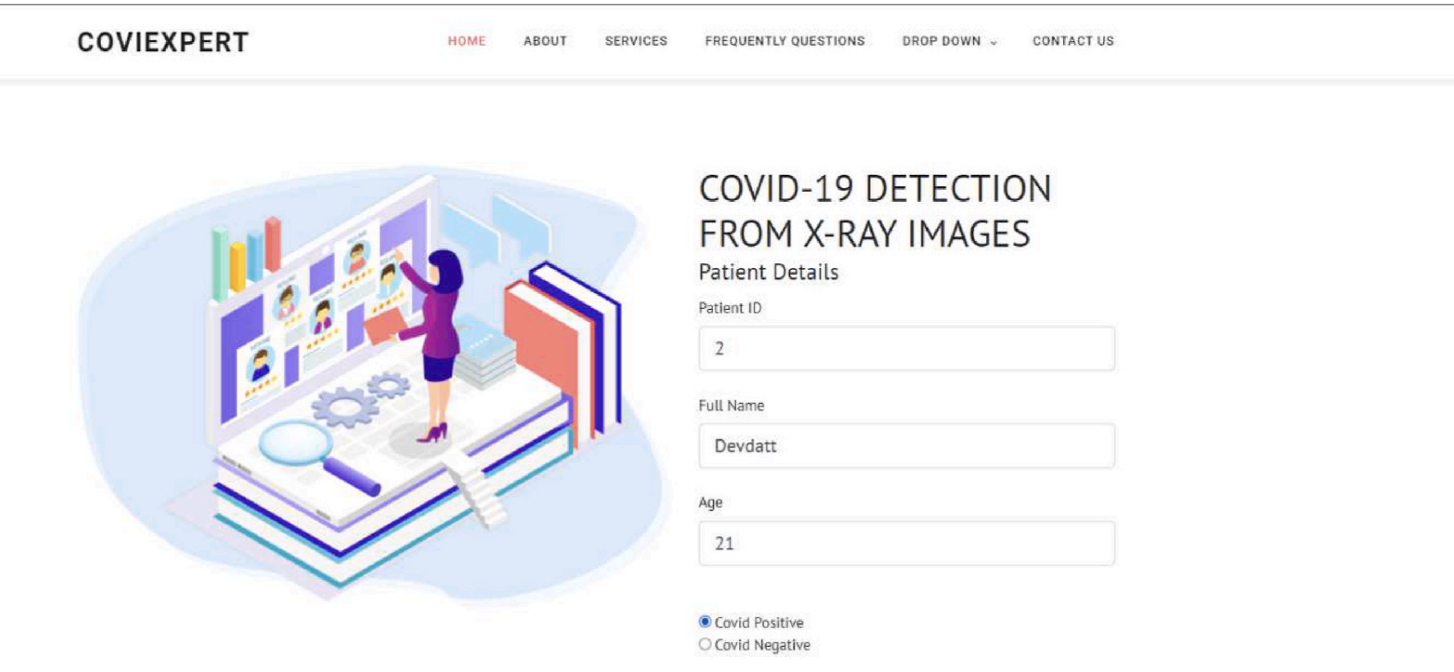 COVIEXPERT
HOME ABOUT SERVICES FREQUENTLY QUESTIONS DROP DOWN CONTACT US
COVID-19 DETECTION
FROM X-RAY IMAGES
Patient Details
Patient ID
2
Full Name
Devdatt
Age
21
Covid Positive
Covid Negative